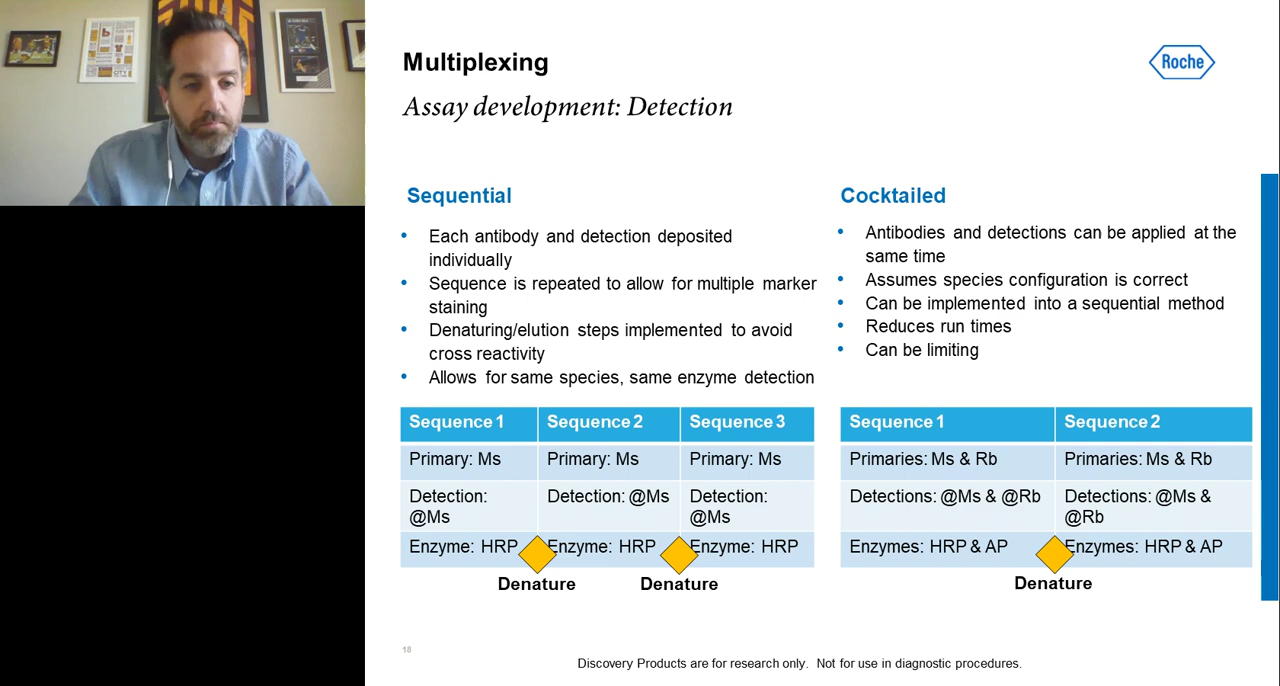 Multiplexing
Roche
Assay development: Detection
Sequential
• Each antibody and detection deposited
individually
• Sequence is repeated to allow for multiple marker
staining
• Denaturing/elution steps implemented to avoid
cross reactivity
• Allows for same species, same enzyme detection
Sequence 1 Sequence 2 Sequence 3
Primary: Ms Primary: Ms Primary: Ms
Detection: Detection: @Ms Detection:
@Ms @Ms
Enzyme: HRP Enzyme: HRP Enzyme: HRP
Denature Denature
Cocktailed
• Antibodies and detections can be applied at the
same time
• Assumes species configuration is correct
• Can be implemented into a sequential method
• Reduces run times
• Can be limiting
Sequence 1 Sequence 2
Primaries: Ms & Rb Primaries: Ms & Rb
Detections: @Ms & @Rb Detections: @Ms &
@Rb
Enzymes: HRP & AP Enzymes: HRP & AP
Denature
18
Discovery Products are for research only. Not for use in diagnostic procedures.